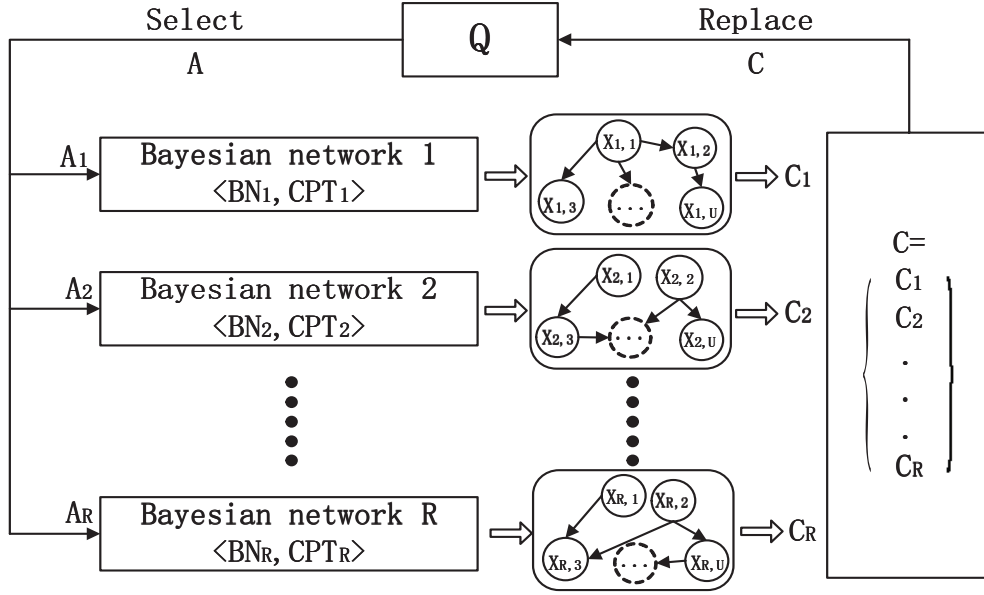 Select
Q
Replace
A
C
A1
Bayesian network 1
<BN1, CPT1>
X1, 1
X1, 2
X1, 3
...
X1, U
C1
A2
Bayesian network 2
<BN2, CPT2>
X2, 1
X2, 2
X2, 3
...
X2, U
C2
AR
Bayesian network R
<BNR, CPTR>
XR, 1
XR, 2
XR, 3
...
XR, U
CR
C=
{
C1
C2
.
.
.
CR
}